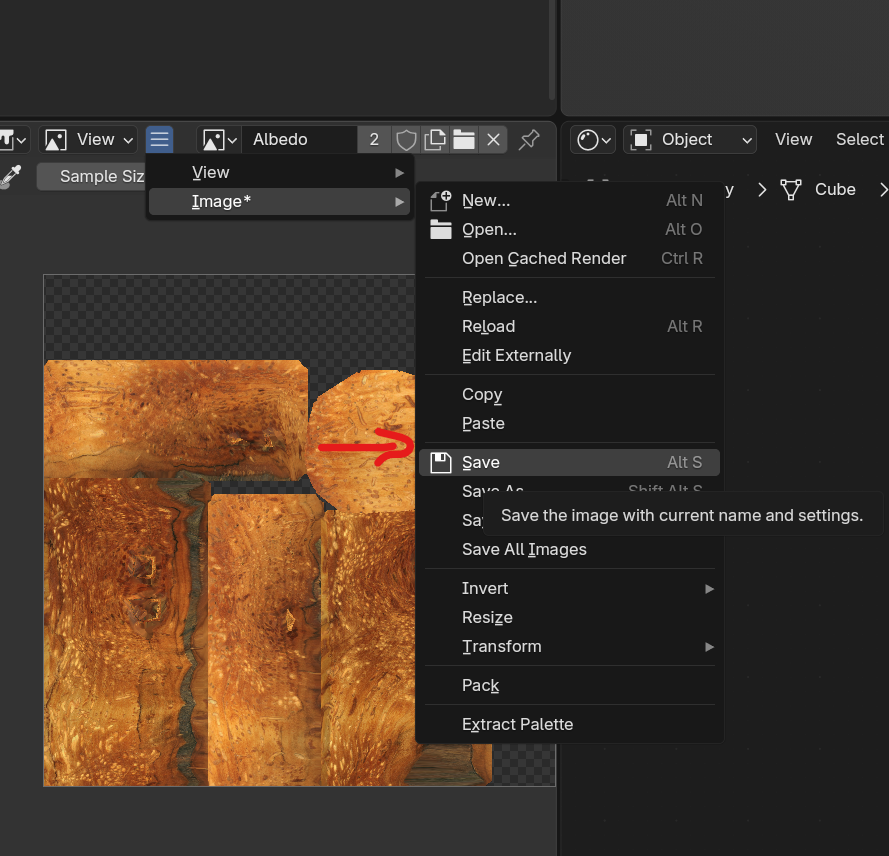 View Albedo 2 Object View Select
Sample Siz View
Image*
y Cube
New... Alt N
Open... Alt O
Open Cached Render Ctrl R
Replace...
Reload Alt R
Edit Externally
Copy
Paste
Save Alt S
Save As Shift Alt S
Sa
Save the image with current name and settings.
Save All Images
Invert
Resize
Transform
Pack
Extract Palette